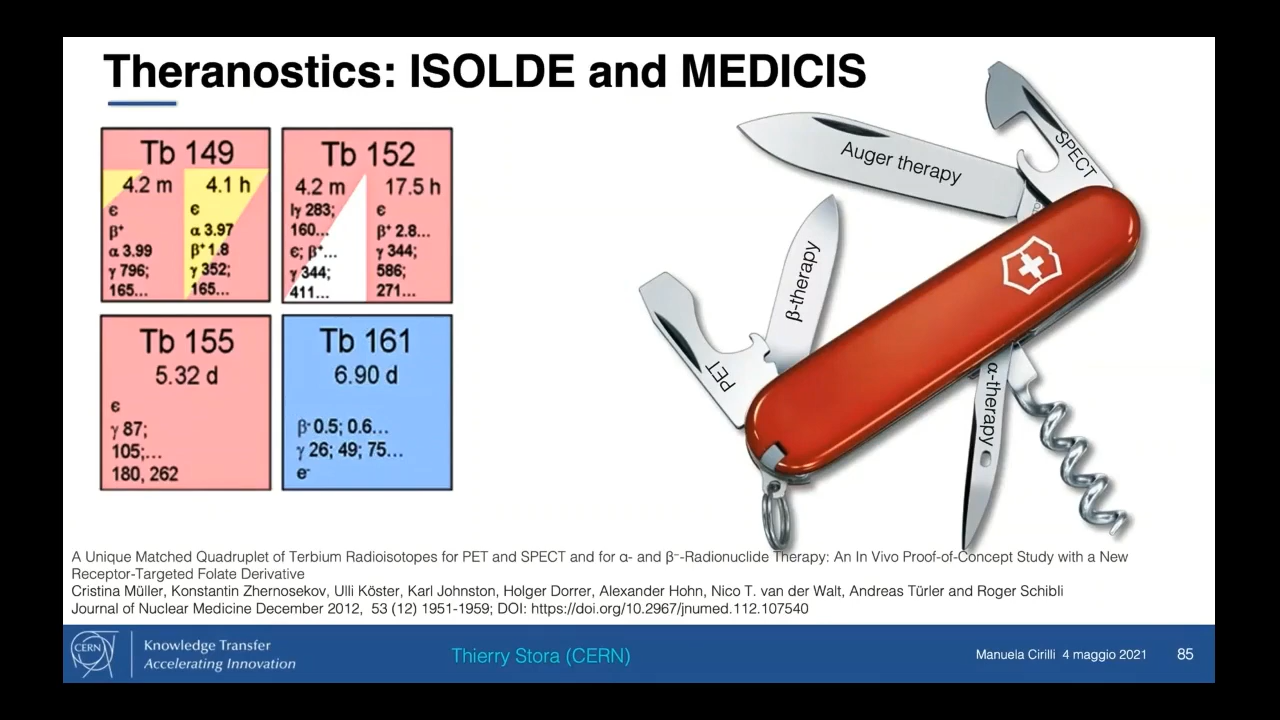 Theranostics: ISOLDE and MEDICIS
Tb 149
4.2 m 4.1 h
ϵ ϵ
β⁺ α 3.97
α 3.99 β⁺ 1.8
γ 796; γ 352;
165... 165...
Tb 152
4.2 m 17.5 h
Iγ 283; ϵ
160... β⁺ 2.8...
ϵ; β⁺... γ 344;
γ 344; 586;
411... 271...
Tb 155
5.32 d
ϵ
γ 87;
105;...
180, 262
Tb 161
6.90 d
β⁻ 0.5; 0.6...
γ 26; 49; 75...
e⁻
Auger therapy
SPECT
β-therapy
PET
α-therapy
A Unique Matched Quadruplet of Terbium Radioisotopes for PET and SPECT and for α- and β⁻-Radionuclide Therapy: An In Vivo Proof-of-Concept Study with a New
Receptor-Targeted Folate Derivative
Cristina Müller, Konstantin Zhernosekov, Ulli Köster, Karl Johnston, Holger Dorrer, Alexander Hohn, Nico T. van der Walt, Andreas Türler and Roger Schibli
Journal of Nuclear Medicine December 2012, 53 (12) 1951-1959; DOI: https://doi.org/10.2967/jnumed.112.107540
CERN
Knowledge Transfer
Accelerating Innovation
Thierry Stora (CERN)
Manuela Cirilli 4 maggio 2021 85